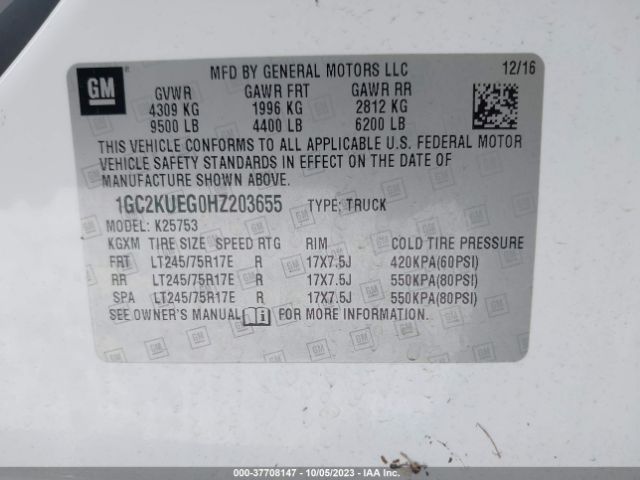 GM
MFD BY GENERAL MOTORS LLC 12/16
GVWR GAWR FRT GAWR RR
4309 KG 1996 KG 2812 KG
9500 LB 4400 LB 6200 LB
THIS VEHICLE CONFORMS TO ALL APPLICABLE U.S. FEDERAL MOTOR
VEHICLE SAFETY STANDARDS IN EFFECT ON THE DATE OF
MANUFACTURE SHOWN ABOVE.
1GC2KUEG0HZ203655 TYPE: TRUCK
MODEL: K25753
KGXM TIRE SIZE SPEED RTG RIM COLD TIRE PRESSURE
FRT LT245/75R17E R 17X7.5J 420KPA(60PSI)
RR LT245/75R17E R 17X7.5J 550KPA(80PSI)
SPA LT245/75R17E R 17X7.5J 550KPA(80PSI)
SEE OWNER'S MANUAL FOR MORE INFORMATION.
000-37708147 - 10/05/2023 - IAA Inc.